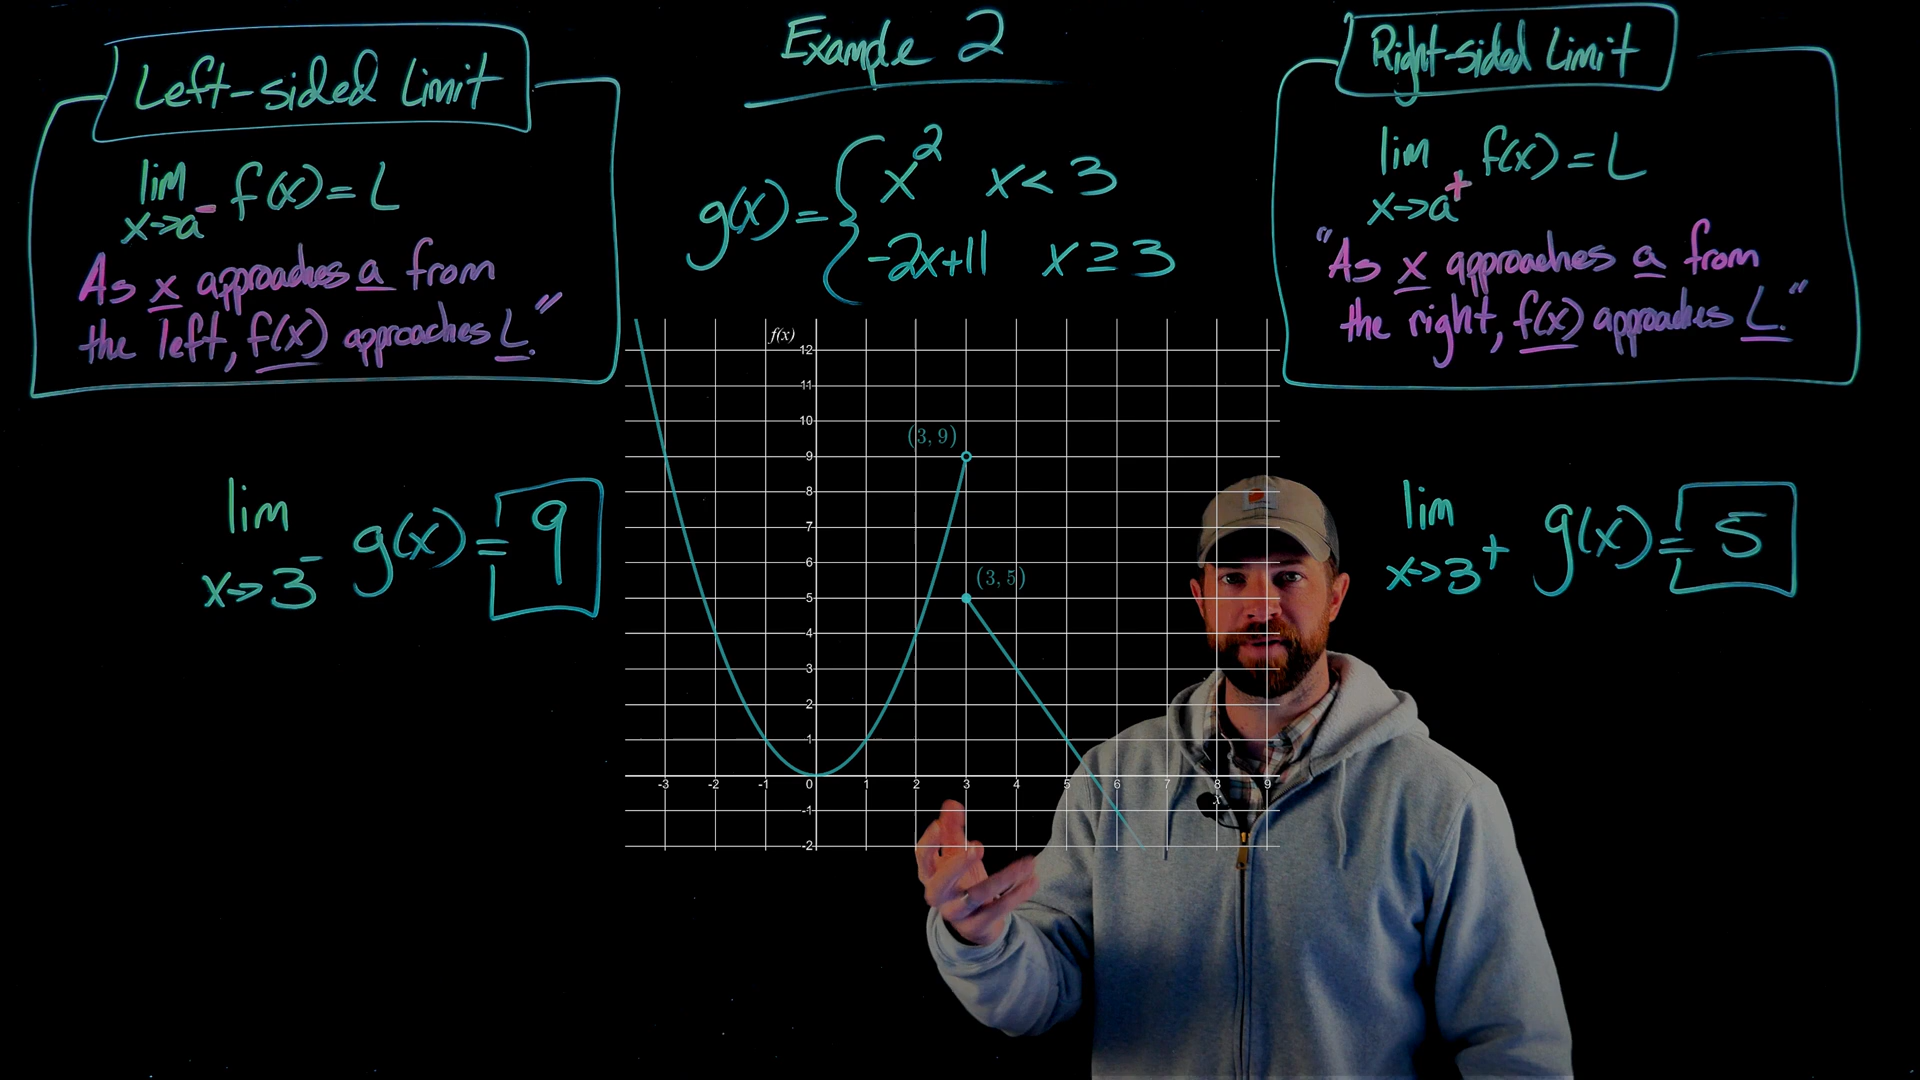 Left-sided Limit
lim f(x) = L
x→a⁻
As x approaches a from
the left, f(x) approaches L."
Example 2
g(x) = { x² x < 3
-2x+11 x ≥ 3
Right-sided Limit
lim f(x) = L
x→a⁺
"As x approaches a from
the right, f(x) approaches L."
f(x)
12
11
10
9
8
7
6
5
4
3
2
1
-1
-2
-3 -2 -1 0 1 2 3 4 5 6 7 8 9
x
(3, 9)
(3, 5)
lim g(x) = 9
x→3⁻
lim g(x) = 5
x→3⁺